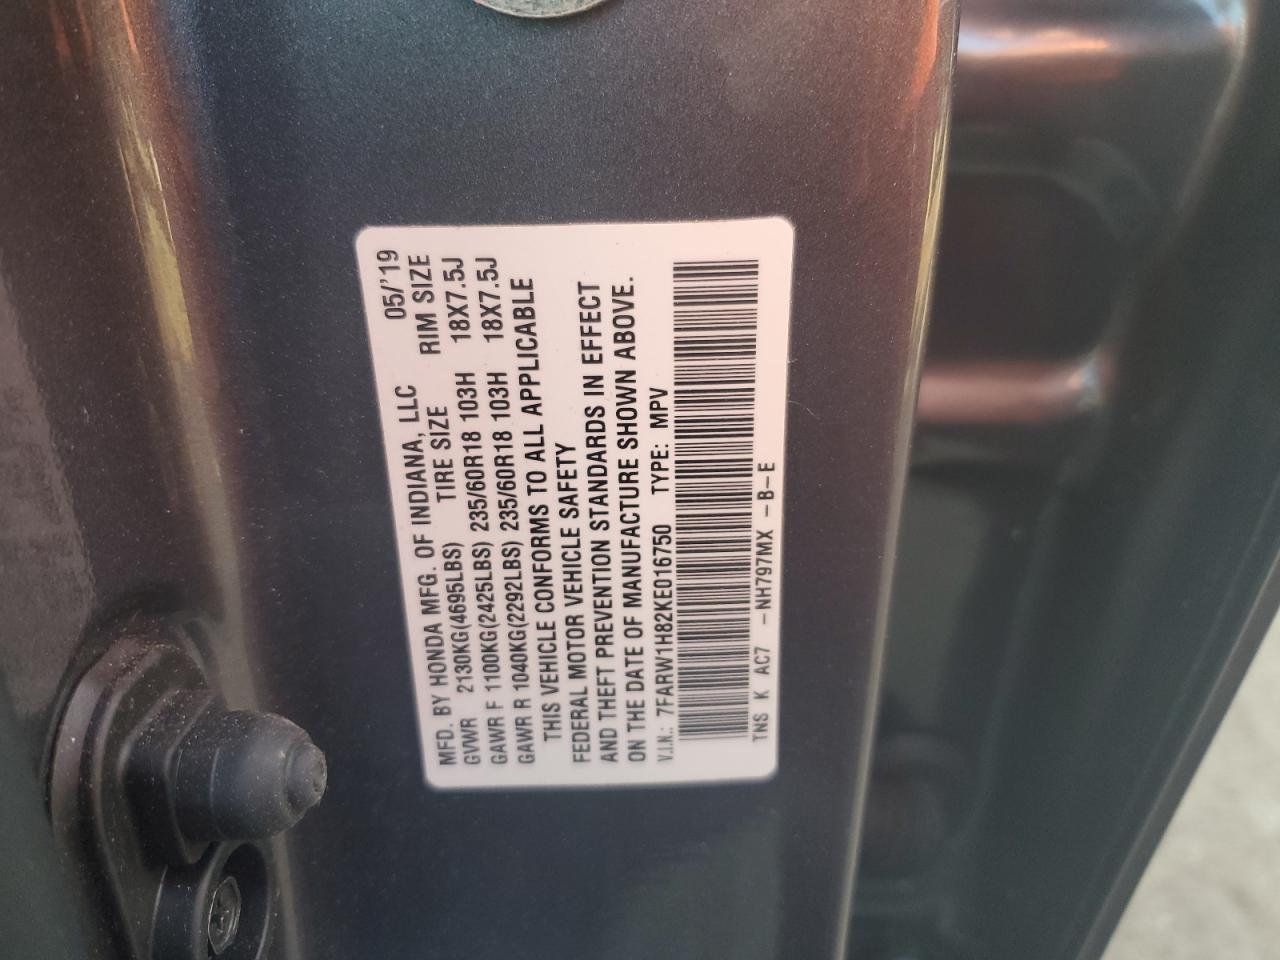 MFD. BY HONDA MFG. OF INDIANA, LLC 05/'19
GVWR 2130KG(4695LBS) TIRE SIZE RIM SIZE
GAWR F 1100KG(2425LBS) 235/60R18 103H 18X7.5J
GAWR R 1040KG(2292LBS) 235/60R18 103H 18X7.5J
THIS VEHICLE CONFORMS TO ALL APPLICABLE
FEDERAL MOTOR VEHICLE SAFETY
AND THEFT PREVENTION STANDARDS IN EFFECT
ON THE DATE OF MANUFACTURE SHOWN ABOVE.
V.I.N.: 7FARW1H82KE016750 TYPE: MPV
TNS K AC7 -NH797MX -B-E